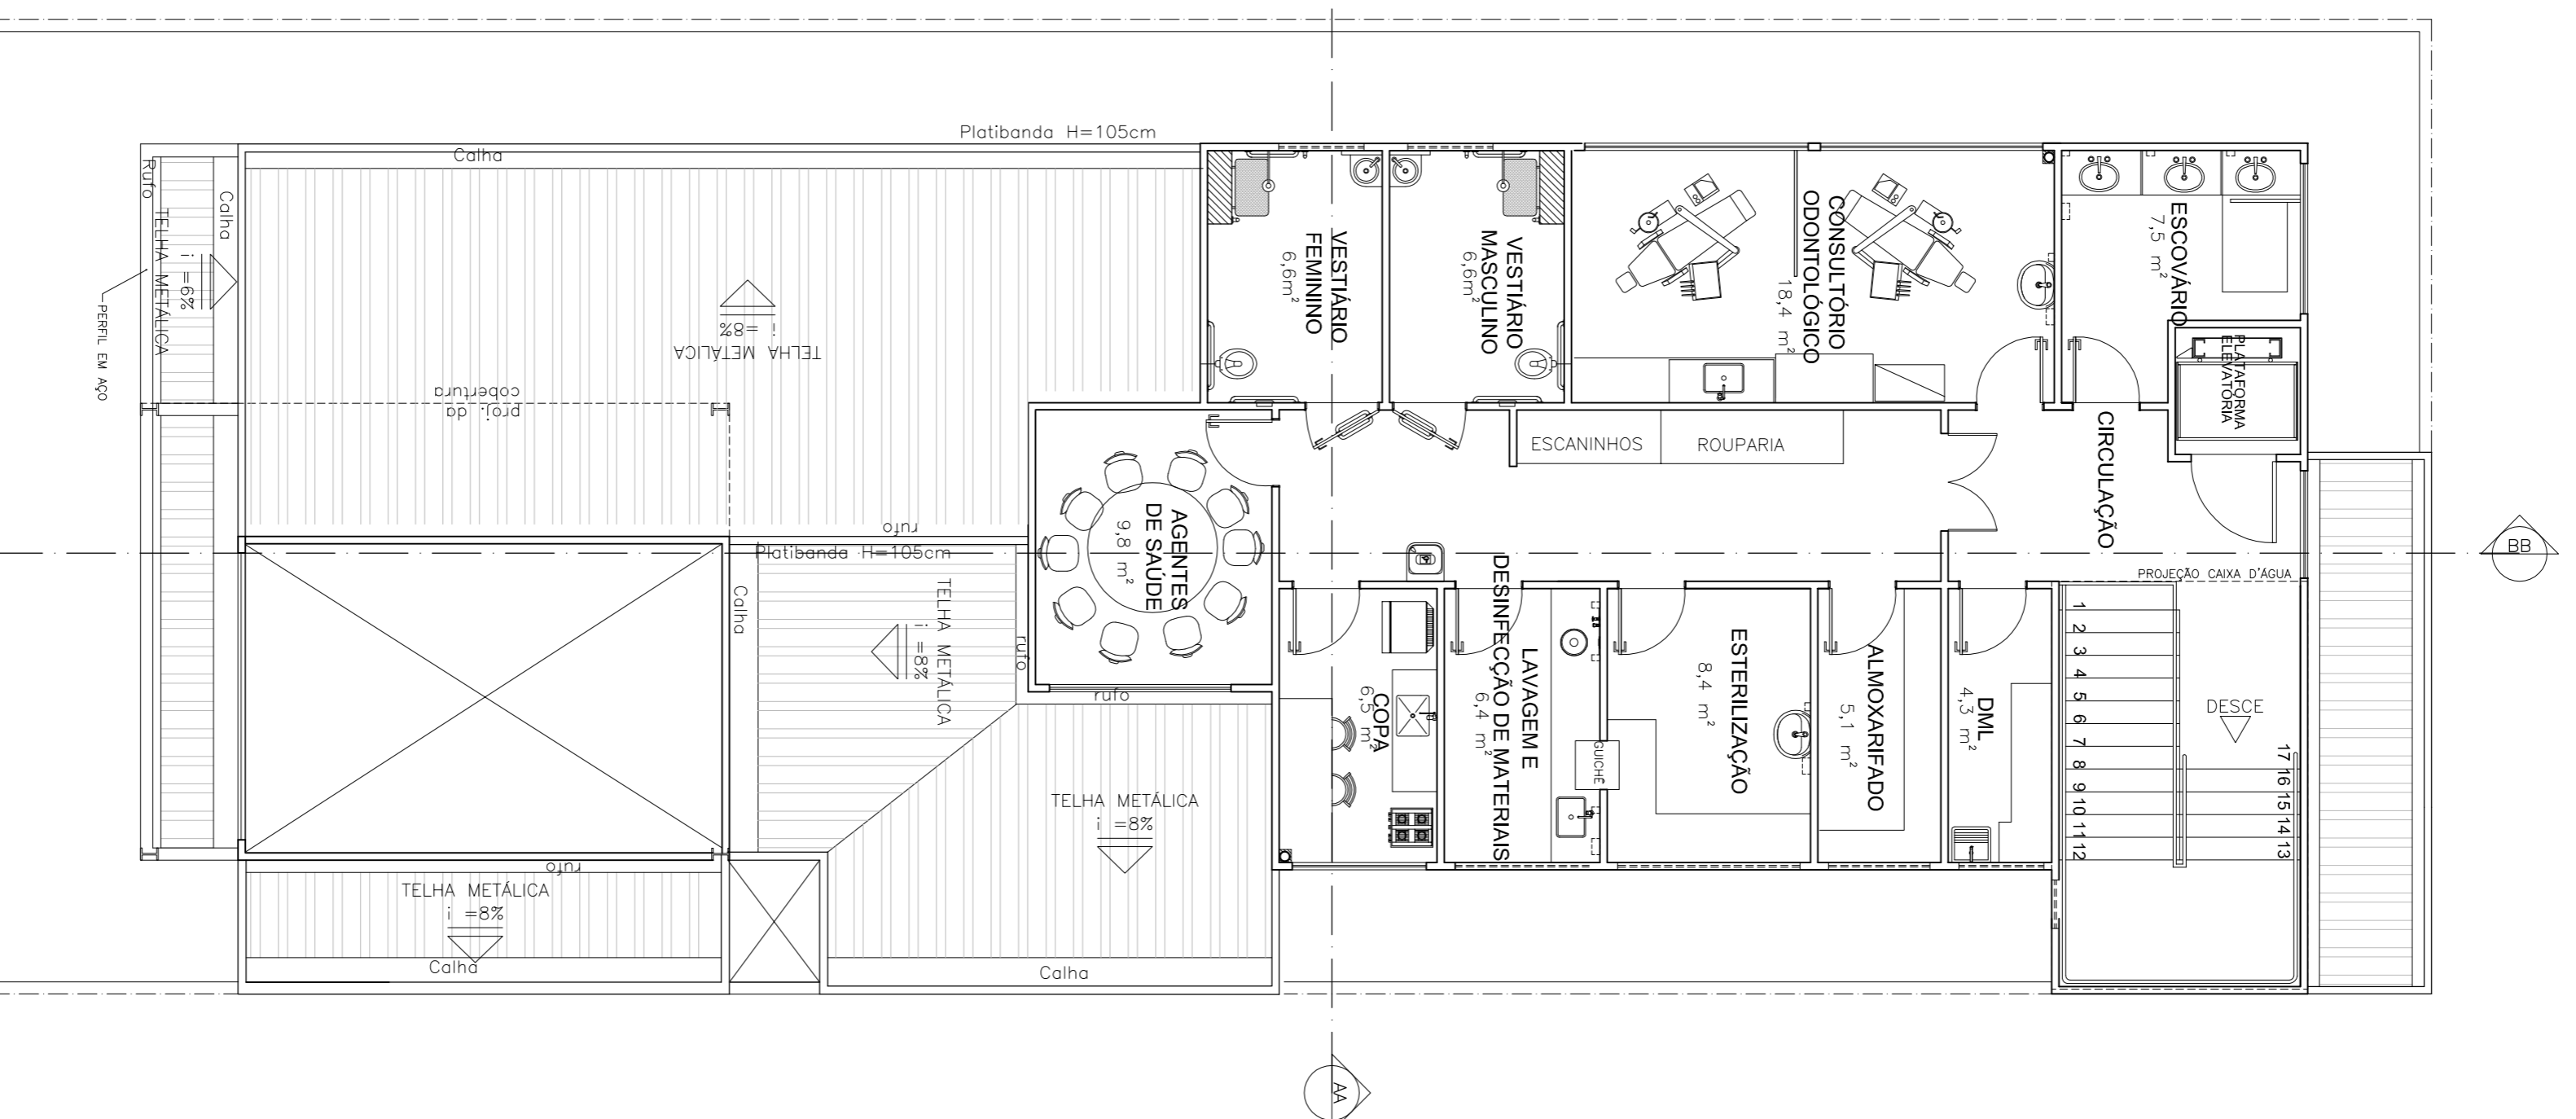 Platibanda H=105cm
Calha
Rufo
TELHA METÁLICA
i =6%
Calha
PERFIL EM AÇO
TELHA METÁLICA
i =8%
proj. da
cobertura
rufo
Platibanda H=105cm
Calha
TELHA METÁLICA
i =8%
rufo
rufo
TELHA METÁLICA
i =8%
Calha
rufo
TELHA METÁLICA
i =8%
Calha
VESTIÁRIO
FEMININO
6,6m²
VESTIÁRIO
MASCULINO
6,6m²
CONSULTÓRIO
ODONTOLÓGICO
18,4 m²
ESCOVÁRIO
7,5 m²
PLATAFORMA
ELEVATÓRIA
CIRCULAÇÃO
ESCANINHOS
ROUPARIA
AGENTES
DE SAÚDE
9,8 m²
COPA
6,5 m²
LAVAGEM E
DESINFECÇÃO DE MATERIAIS
6,4 m²
GUICHÊ
ESTERILIZAÇÃO
8,4 m²
ALMOXARIFADO
5,1 m²
DML
4,3 m²
PROJEÇÃO CAIXA D'ÁGUA
DESCE
1
2
3
4
5
6
7
8
9
10
11
12
17
16
15
14
13
BB
AA